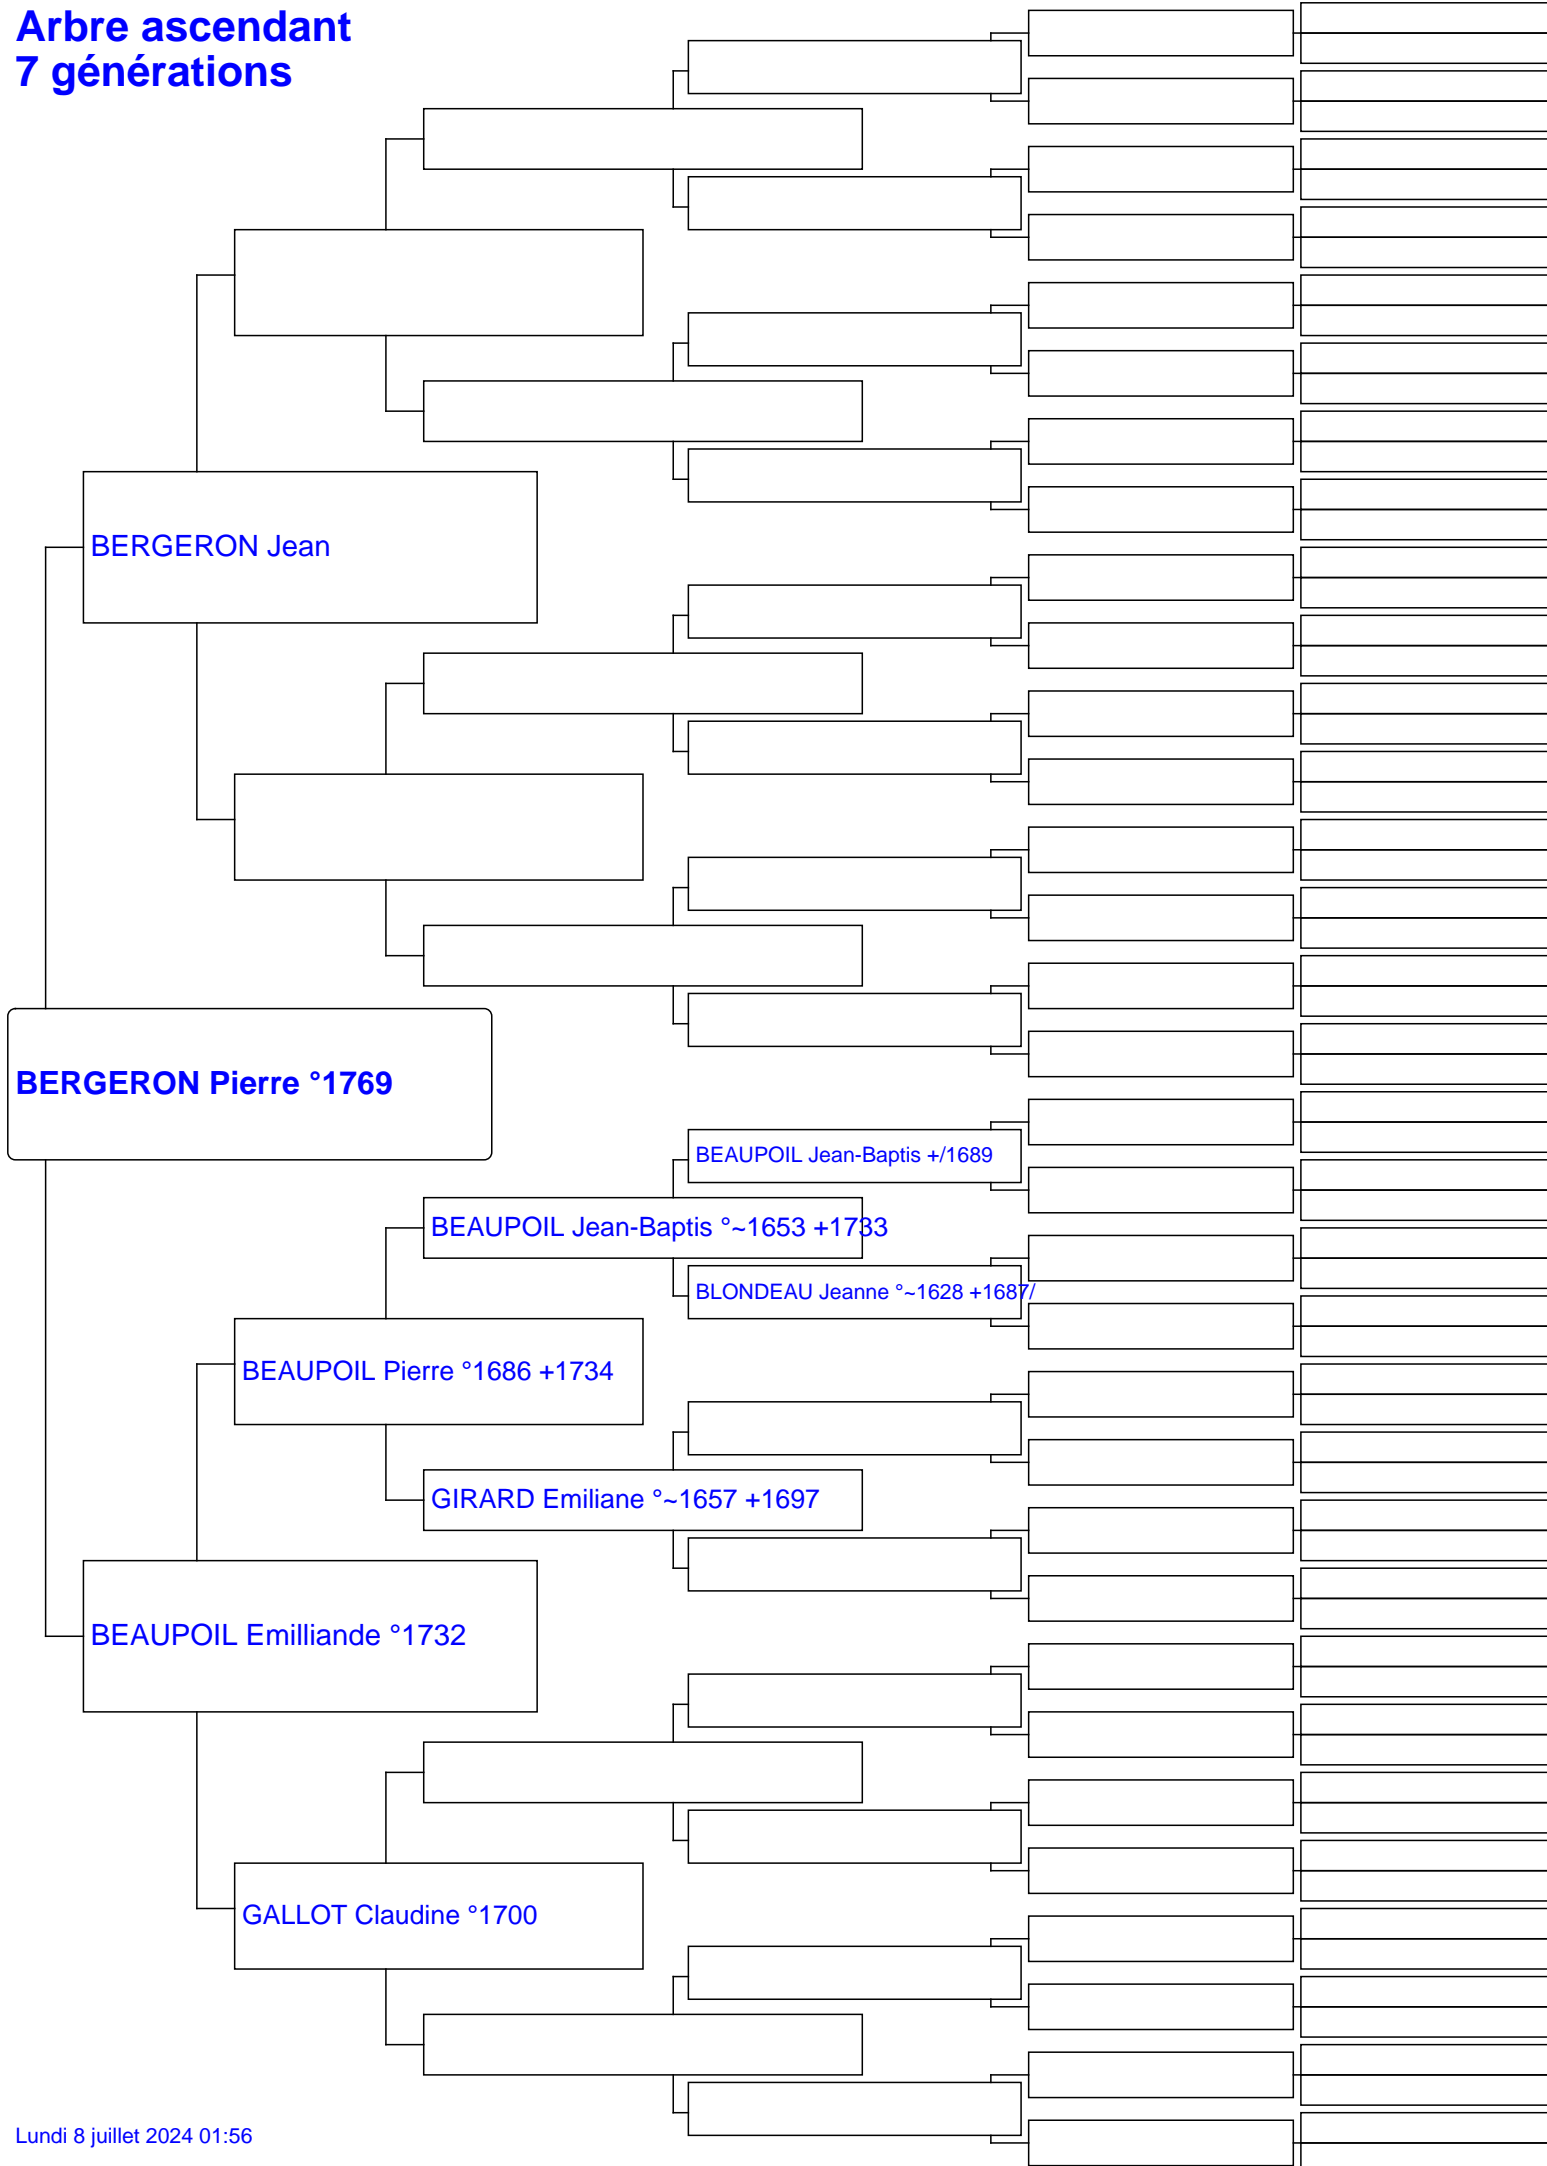 Arbre ascendant
7 générations
BERGERON Jean
BERGERON Pierre °1769
BEAUPOIL Jean-Baptis +/1689
BEAUPOIL Jean-Baptis °~1653 +1733
BLONDEAU Jeanne °~1628 +1687/
BEAUPOIL Pierre °1686 +1734
GIRARD Emiliane °~1657 +1697
BEAUPOIL Emilliande °1732
GALLOT Claudine °1700
Lundi 8 juillet 2024 01:56